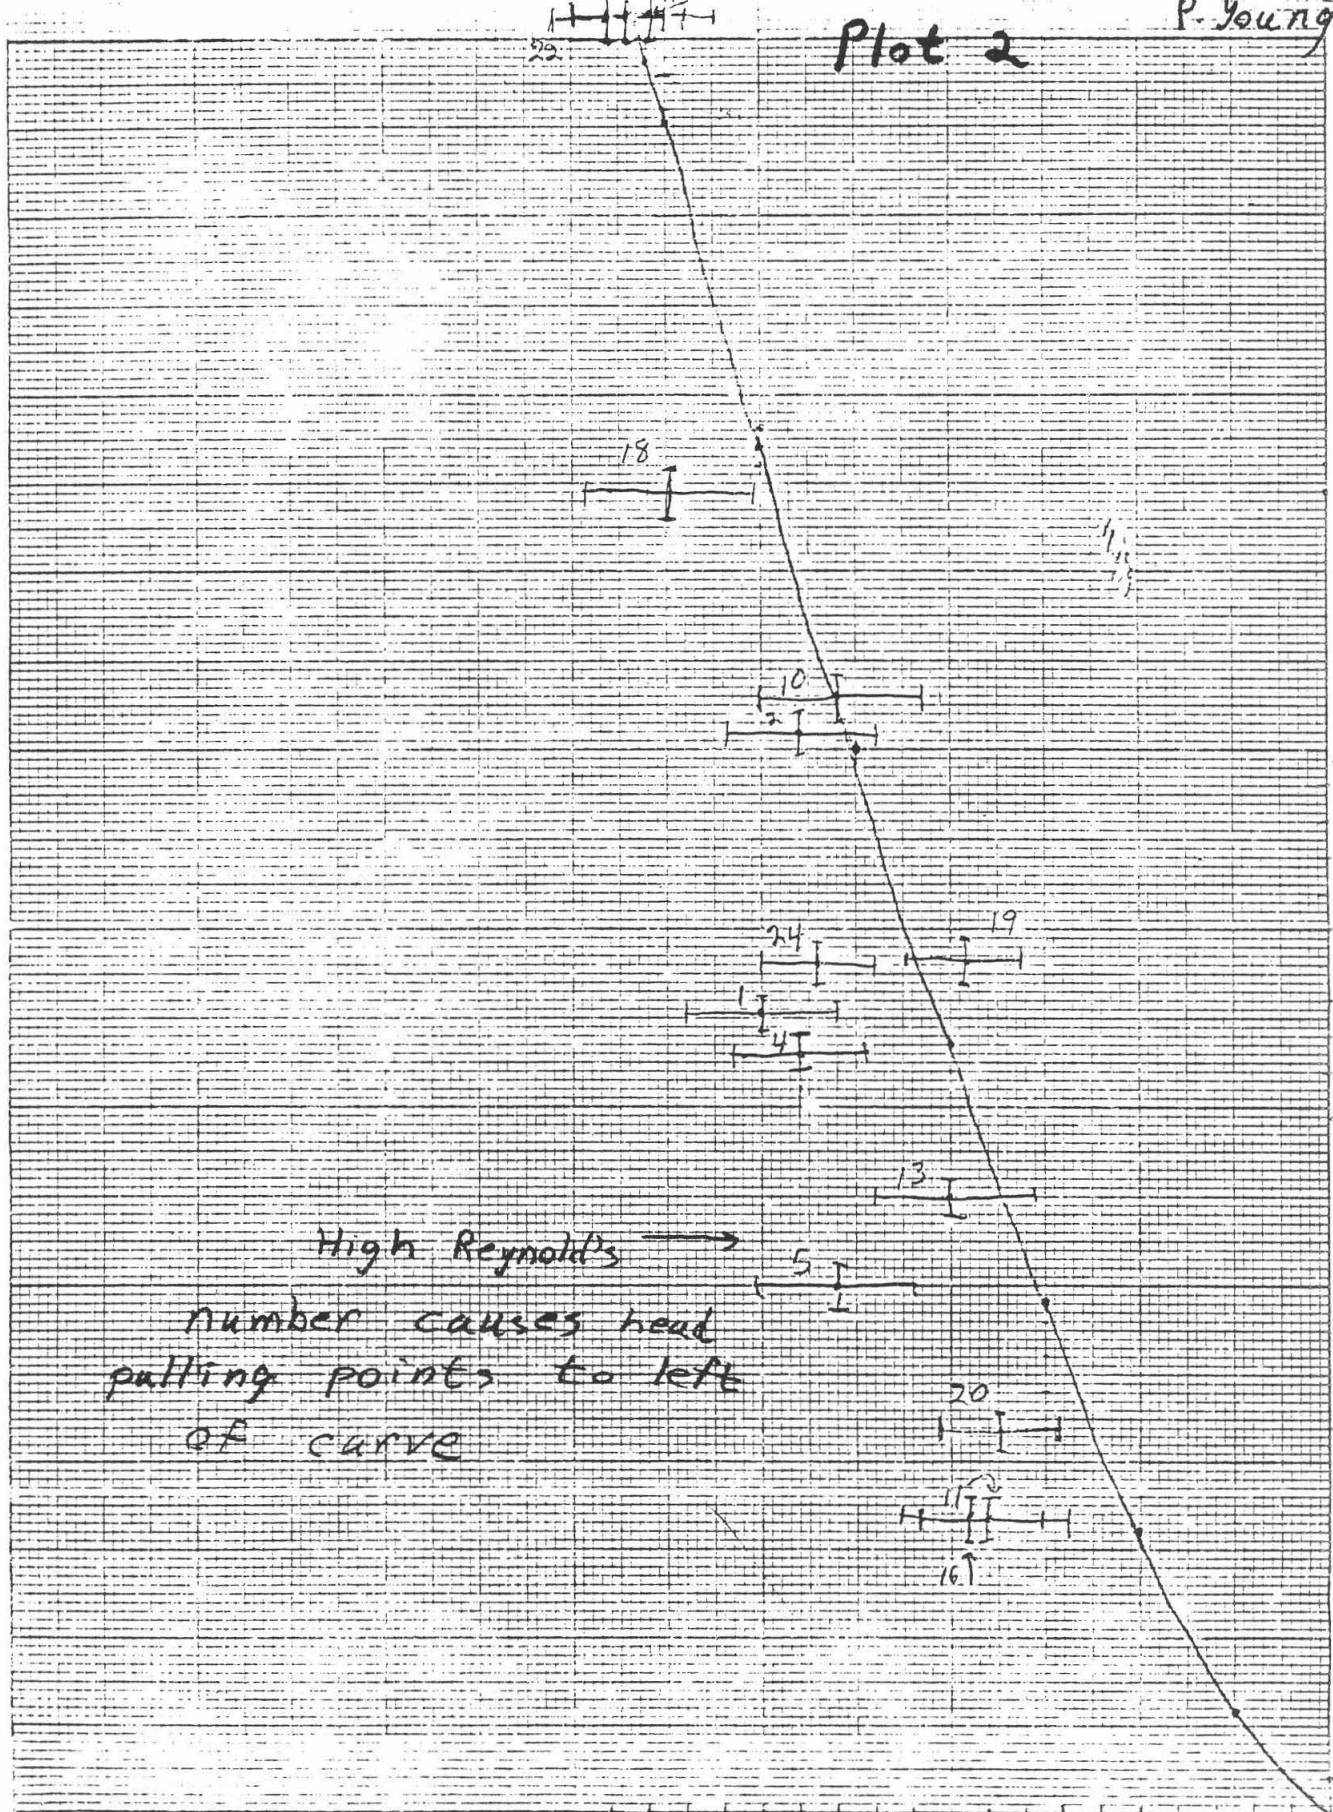 P. Young
Plot 2
22
18
10
2
24
19
1
4
13
High Reynold's
5
number causes head
pulling points to left
of curve
20
11
16